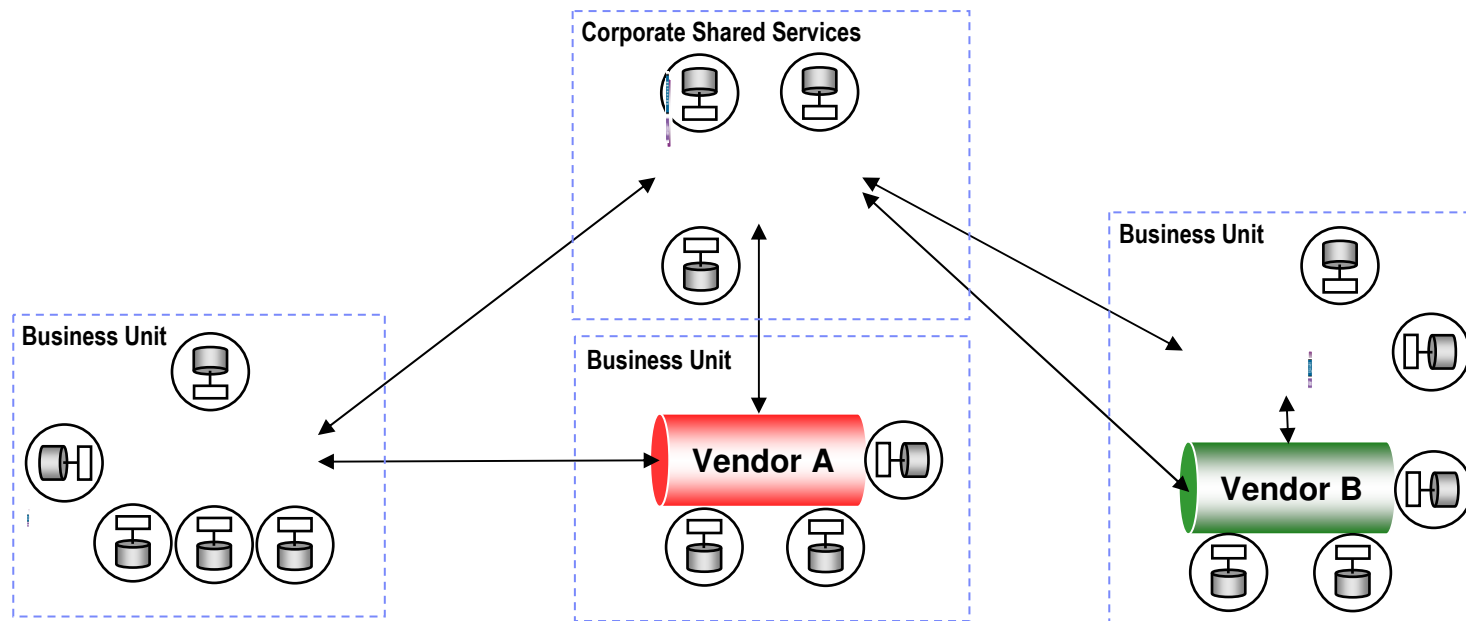 Corporate Shared Services
Business Unit
Business Unit
Business Unit
Vendor A
Vendor B